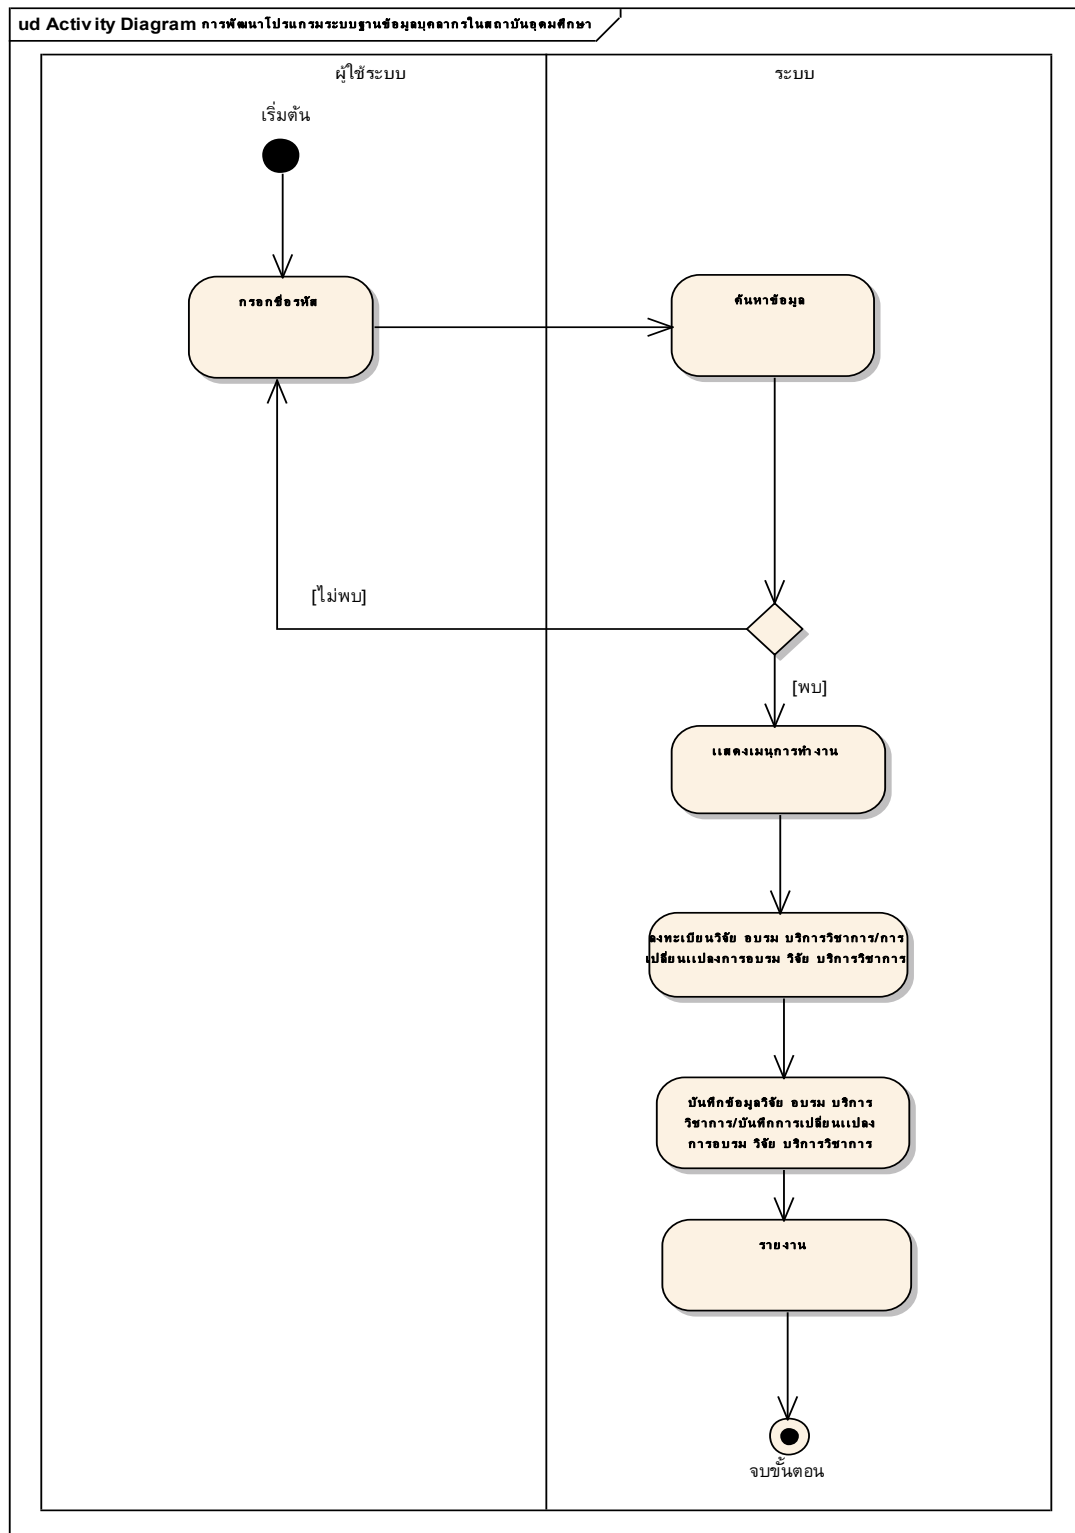 ud Activity Diagram การพัฒนาโปรแกรมระบบฐานข้อมูลบุคลากรในสถาบันอุดมศึกษา
ผู้ใช้ระบบ
ระบบ
เริ่มต้น
กรอกชื่อรหัส
ค้นหาข้อมูล
[ไม่พบ]
[พบ]
แสดงเมนูการทำงาน
ลงทะเบียนวิจัย อบรม บริการวิชาการ/การ
เปลี่ยนแปลงการอบรม วิจัย บริการวิชาการ
บันทึกข้อมูลวิจัย อบรม บริการ
วิชาการ/บันทึกการเปลี่ยนแปลง
การอบรม วิจัย บริการวิชาการ
รายงาน
จบขั้นตอน